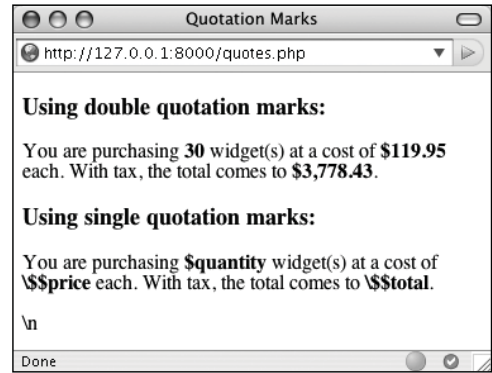 Quotation Marks
http://127.0.0.1:8000/quotes.php
Using double quotation marks:
You are purchasing 30 widget(s) at a cost of $119.95
each. With tax, the total comes to $3,778.43.
Using single quotation marks:
You are purchasing $quantity widget(s) at a cost of
\$$price each. With tax, the total comes to \$$total.
\n
Done